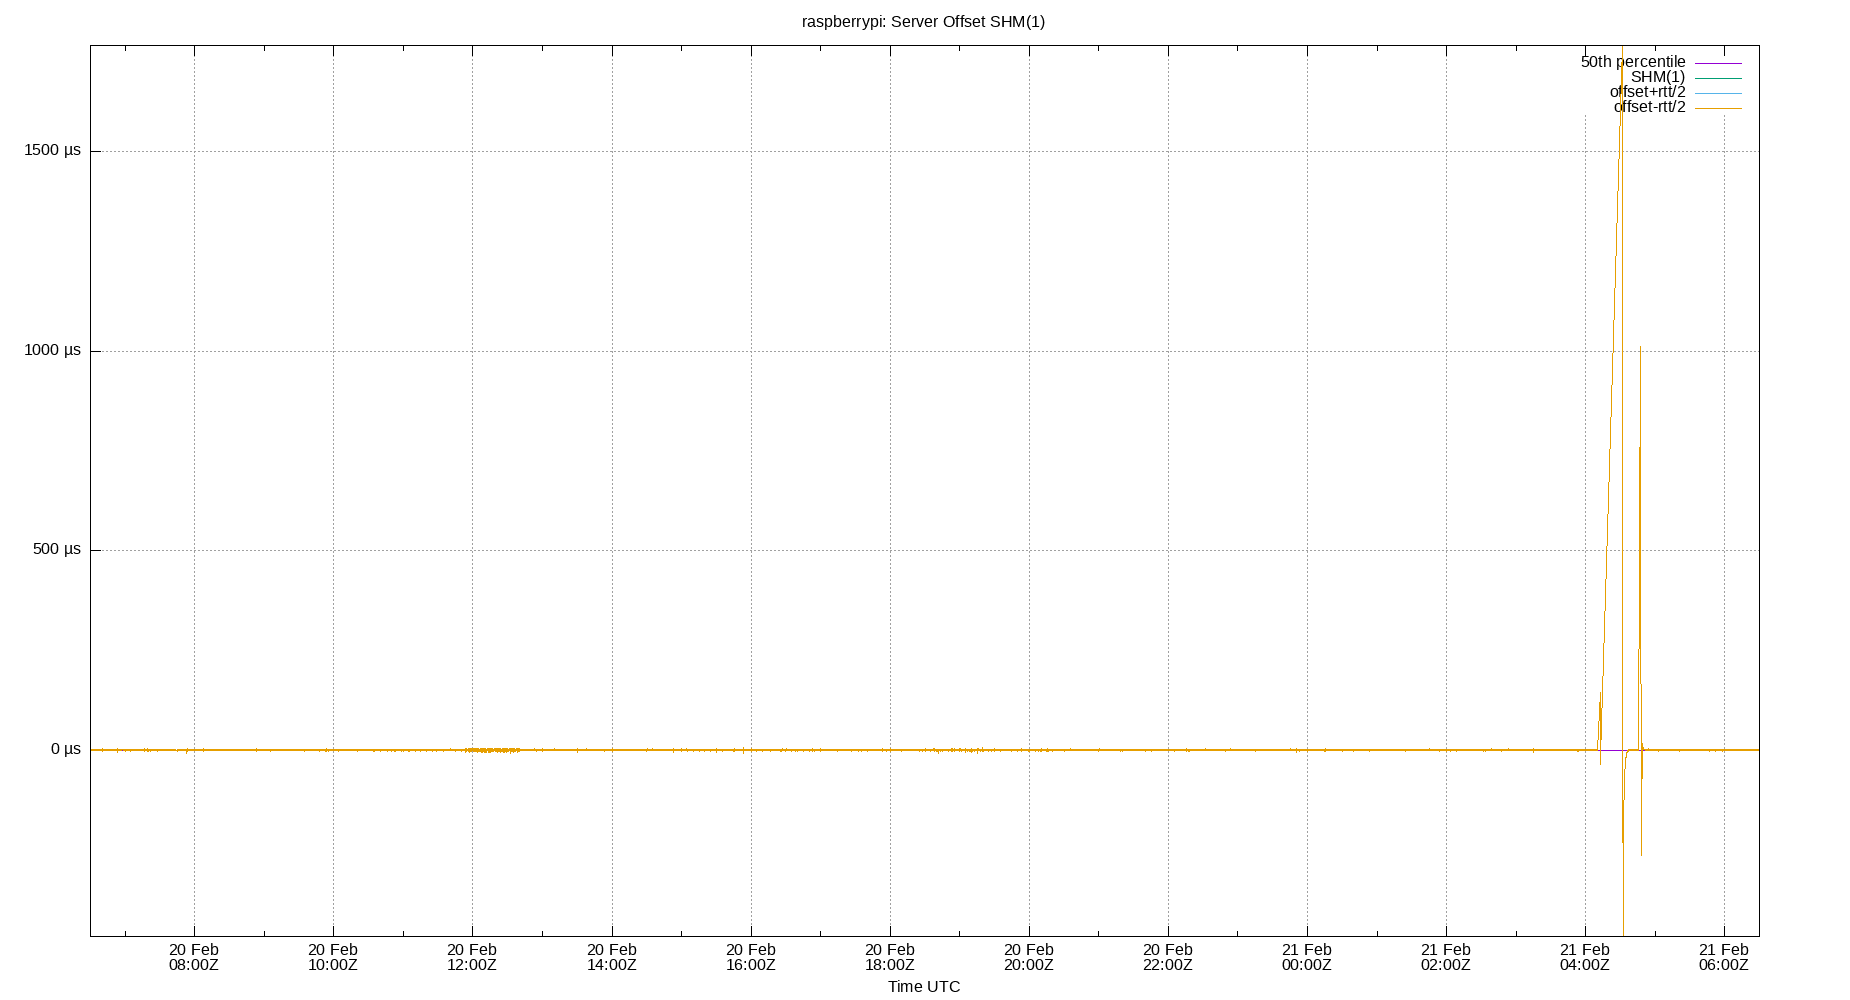 raspberrypi: Server Offset SHM(1)
50th percentile
SHM(1)
offset+rtt/2
offset-rtt/2
1500 µs
1000 µs
500 µs
0 µs
20 Feb 20 Feb 20 Feb 20 Feb 20 Feb 20 Feb 20 Feb 20 Feb 21 Feb 21 Feb 21 Feb 21 Feb
08:00Z 10:00Z 12:00Z 14:00Z 16:00Z 18:00Z 20:00Z 22:00Z 00:00Z 02:00Z 04:00Z 06:00Z
Time UTC